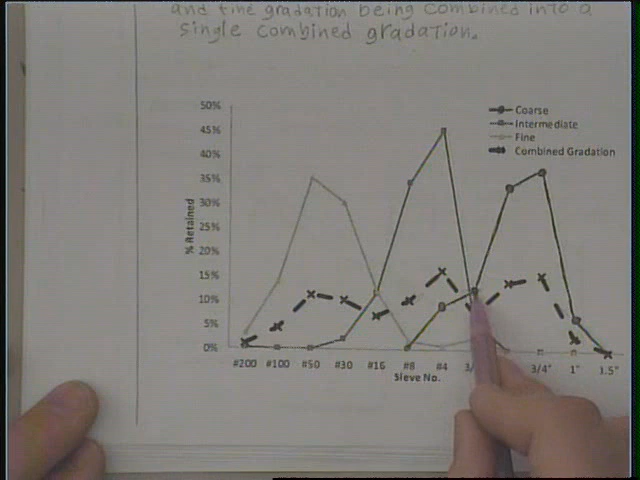 and fine gradation being combined into a
single combined gradation.
50%
45%
40%
35%
30%
25%
20%
15%
10%
5%
0%
% Retained
Coarse
Intermediate
Fine
Combined Gradation
#200 #100 #50 #30 #16 #8 #4 3/ 3/4" 1" 1.5"
Sieve No.